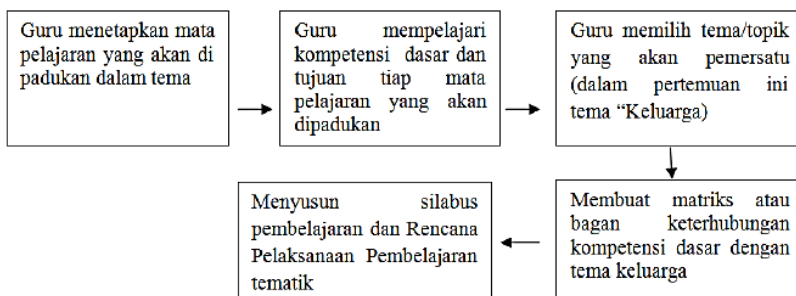 Guru menetapkan mata
pelajaran yang akan di
padukan dalam tema
Guru mempelajari
kompetensi dasar dan
tujuan tiap mata
pelajaran yang akan
dipadukan
Guru memilih tema/topik
yang akan pemersatu
(dalam pertemuan ini
tema “Keluarga)
Membuat matriks atau
bagan keterhubungan
kompetensi dasar dengan
tema keluarga
Menyusun silabus
pembelajaran dan Rencana
Pelaksanaan Pembelajaran
tematik